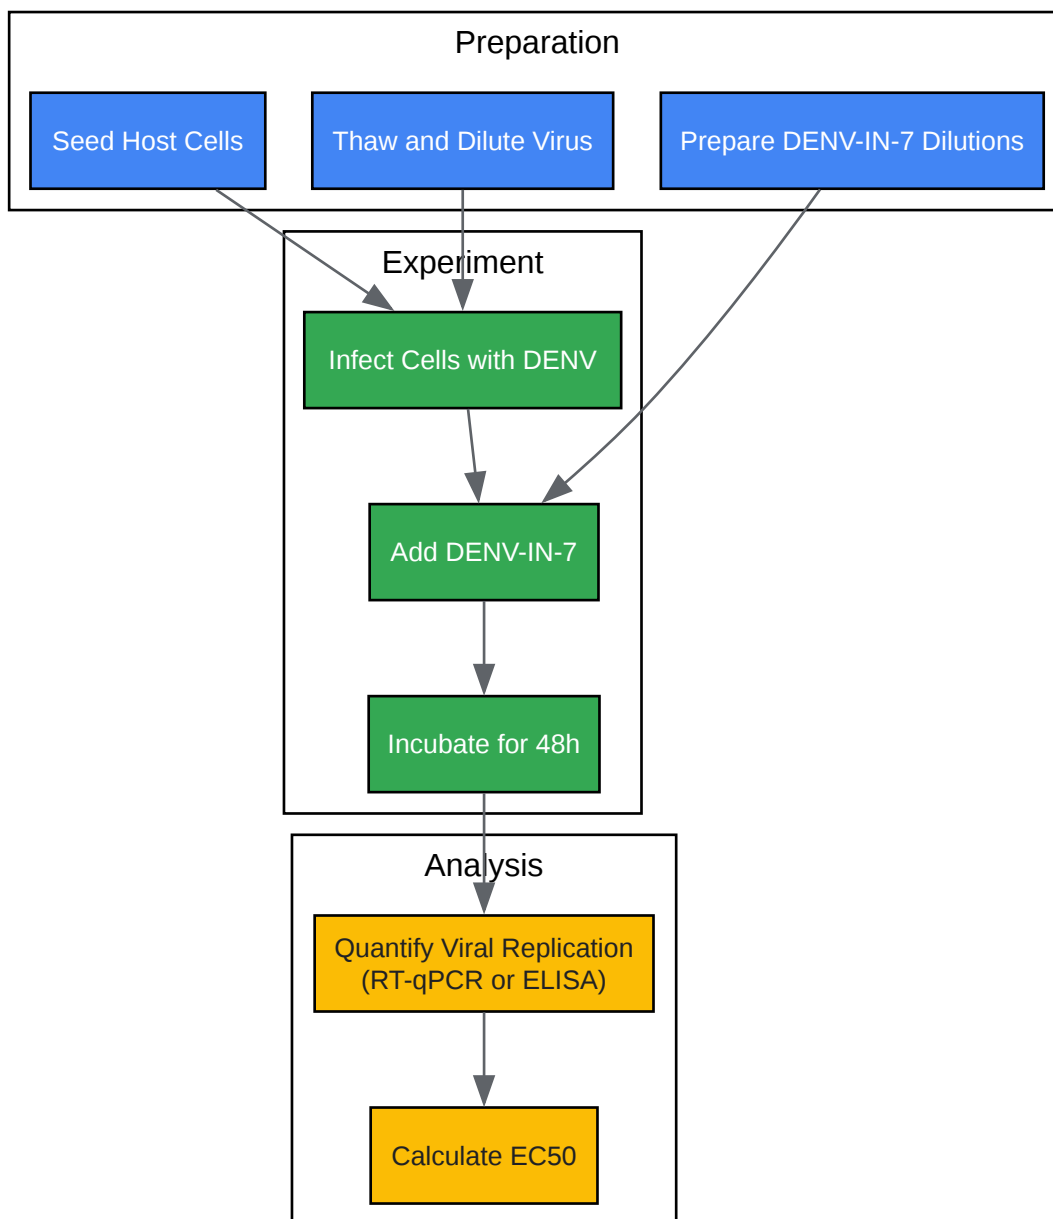 Preparation
Seed Host Cells
Thaw and Dilute Virus
Prepare DENV-IN-7 Dilutions
Experiment
Infect Cells with DENV
Add DENV-IN-7
Incubate for 48h
Analysis
Quantify Viral Replication
(RT-qPCR or ELISA)
Calculate EC50